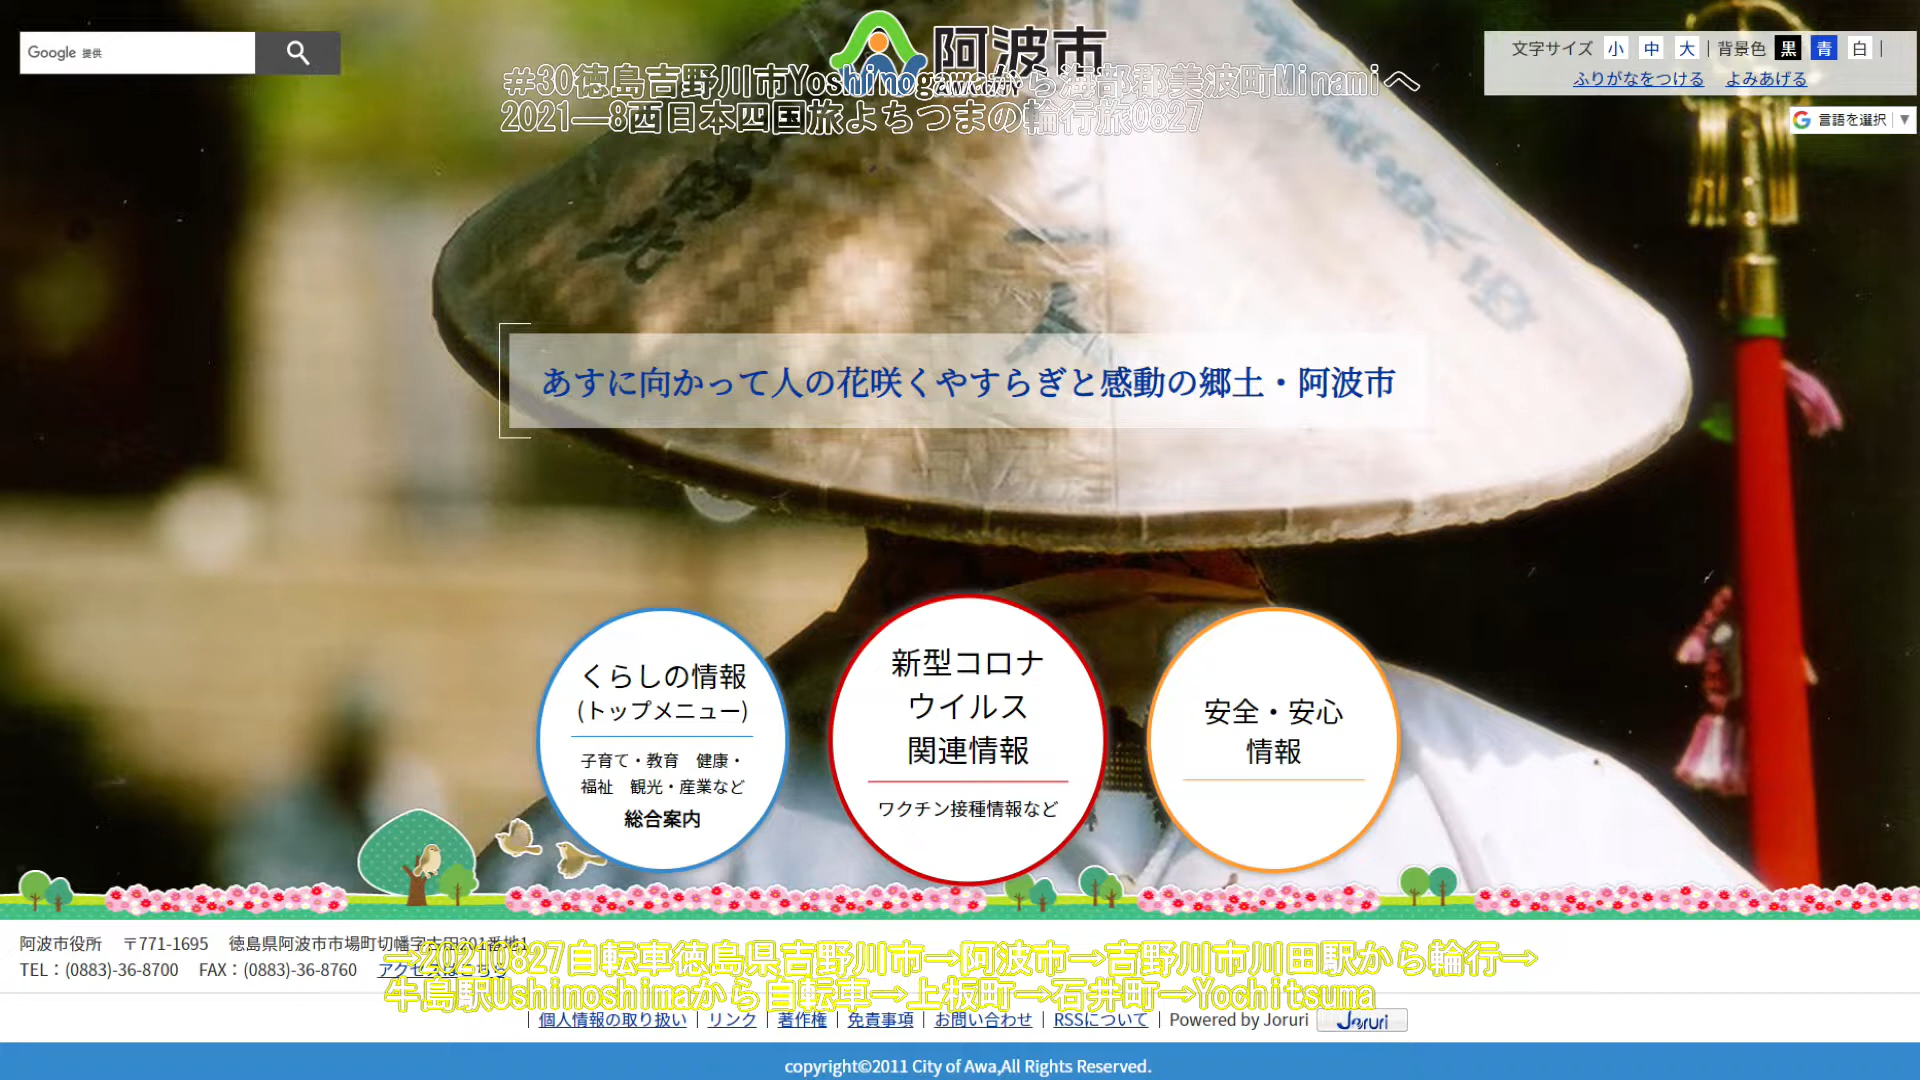 Google 提供
阿波市
AWA CITY
文字サイズ 小 中 大 | 背景色 黒 青 白 |
ふりがなをつける よみあげる
言語を選択 ▼
#30徳島吉野川市Yoshinogawaから海部郡美波町Minamiへ
2021—8西日本四国旅よちつまの輪行旅0827
あすに向かって人の花咲くやすらぎと感動の郷土・阿波市
くらしの情報
(トップメニュー)
子育て・教育 健康・
福祉 観光・産業など
総合案内
新型コロナ
ウイルス
関連情報
ワクチン接種情報など
安全・安心
情報
阿波市役所 〒771-1695 徳島県阿波市市場町切幡字古田201番地1
TEL：(0883)-36-8700 FAX：(0883)-36-8760 アクセスはこちら
→20210827自転車徳島県吉野川市→阿波市→吉野川市川田駅から輪行→
牛島駅Ushinoshimaから自転車→上板町→石井町→Yochitsuma
| 個人情報の取り扱い | リンク | 著作権 | 免責事項 | お問い合わせ | RSSについて | Powered by Joruri Joruri
copyright©2011 City of Awa,All Rights Reserved.